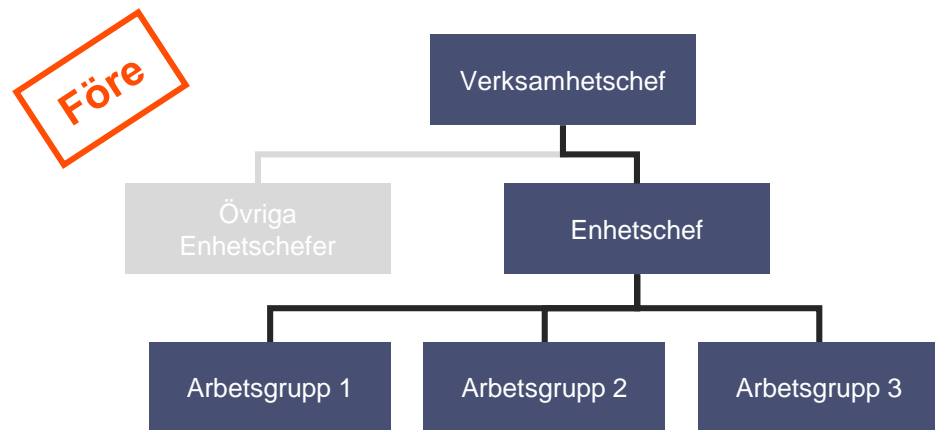 Före
Verksamhetschef
Övriga
Enhetschefer
Enhetschef
Arbetsgrupp 1
Arbetsgrupp 2
Arbetsgrupp 3